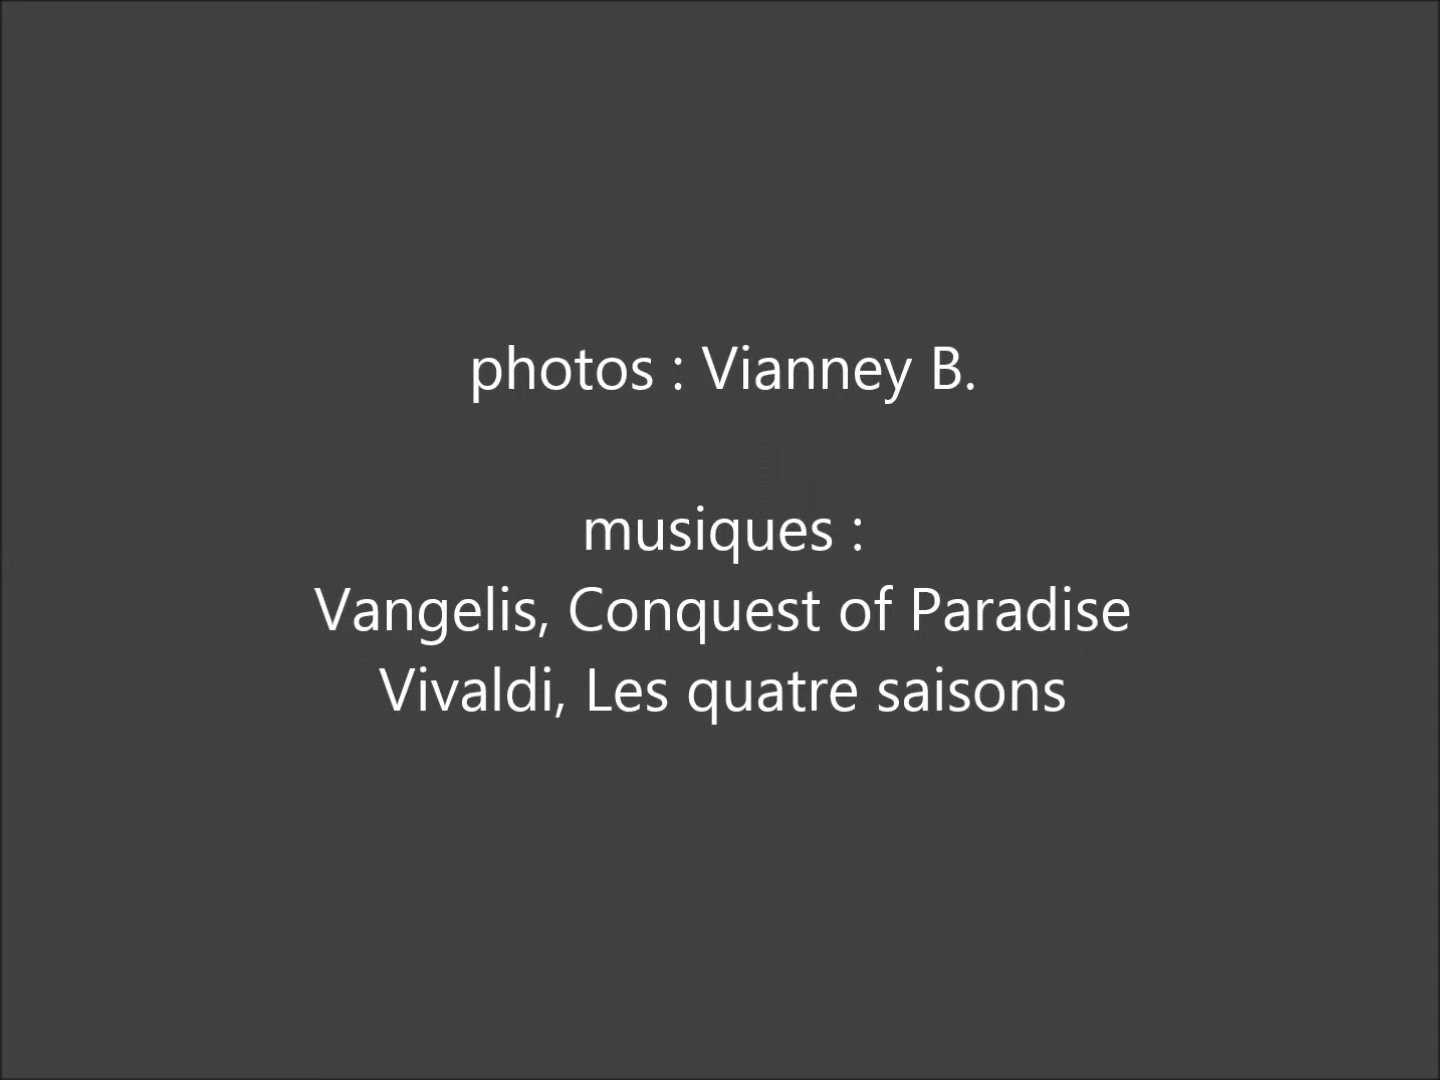 photos : Vianney B.
musiques :
Vangelis, Conquest of Paradise
Vivaldi, Les quatre saisons